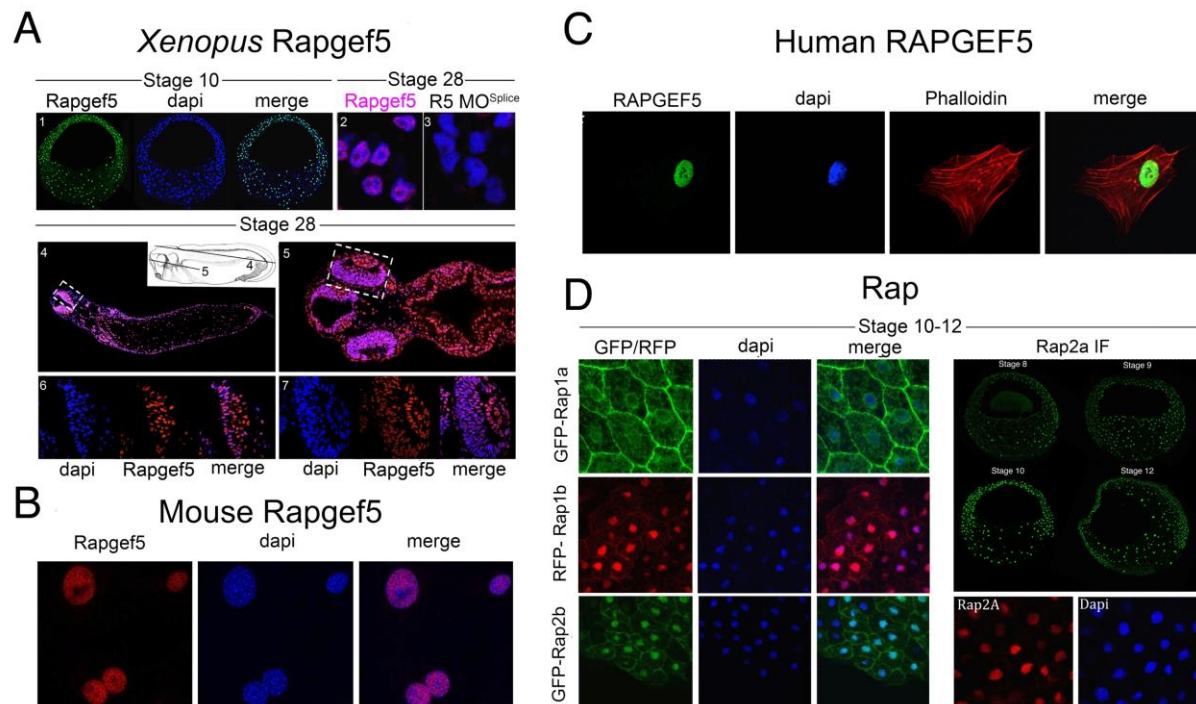 A
Xenopus Rapgef5
Stage 10
Stage 28
Rapgef5
dapi
merge
Rapgef5
R5 MO^Splice
1
2
3
Stage 28
4
5
4
5
6
7
dapi
Rapgef5
merge
dapi
Rapgef5
merge
B
Mouse Rapgef5
Rapgef5
dapi
merge
C
Human RAPGEF5
RAPGEF5
dapi
Phalloidin
merge
D
Rap
Stage 10-12
GFP/RFP
dapi
merge
Rap2a IF
GFP-Rap1a
RFP- Rap1b
GFP-Rap2b
Stage 8
Stage 9
Stage 10
Stage 12
Rap2A
Dapi